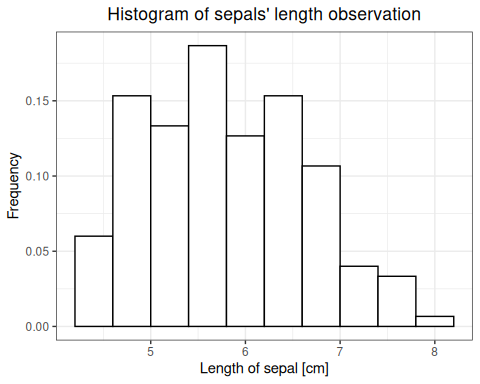 Histogram of sepals' length observation
Frequency
0.15
0.10
0.05
0.00
5 6 7 8
Length of sepal [cm]